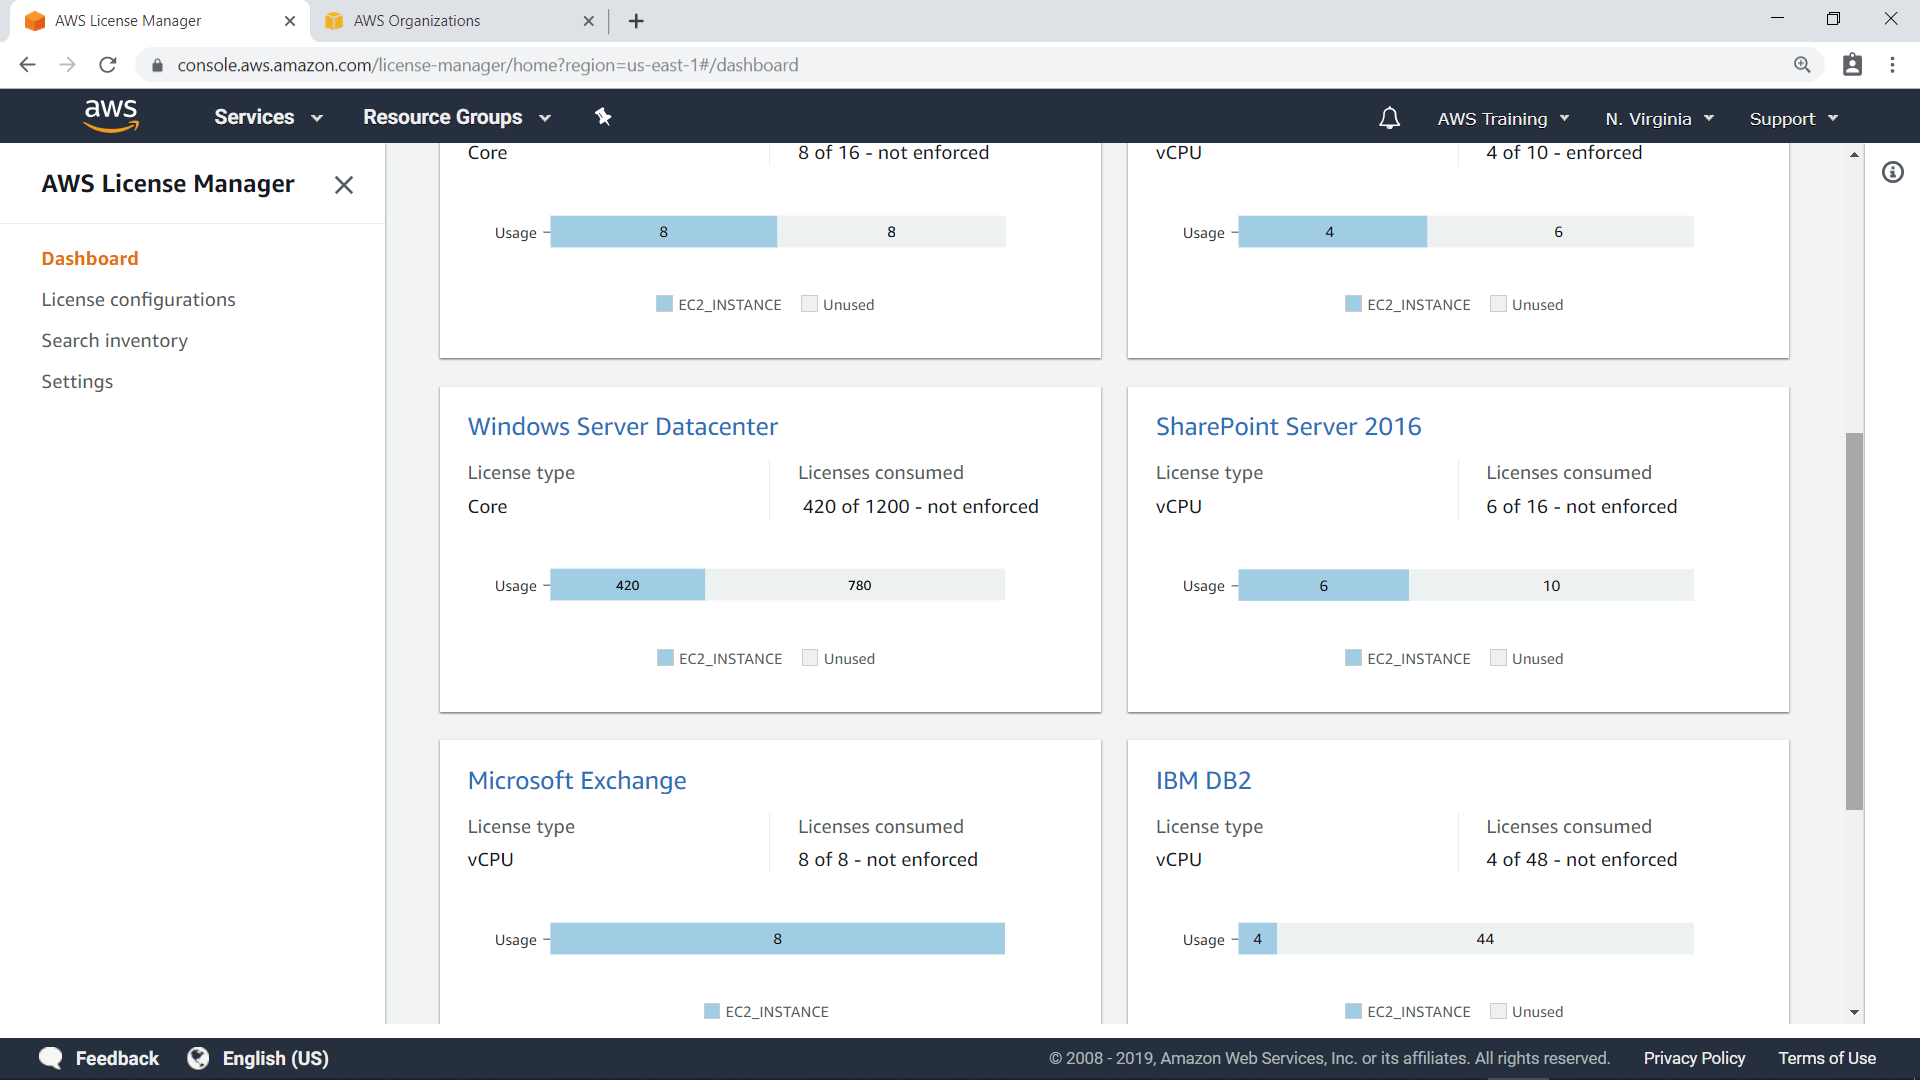 AWS License Manager
AWS Organizations
console.aws.amazon.com/license-manager/home?region=us-east-1#/dashboard
aws
Services
Resource Groups
AWS Training
N. Virginia
Support
AWS License Manager
Dashboard
License configurations
Search inventory
Settings
Core
8 of 16 - not enforced
Usage
8
8
EC2_INSTANCE
Unused
vCPU
4 of 10 - enforced
Usage
4
6
EC2_INSTANCE
Unused
Windows Server Datacenter
License type
Licenses consumed
Core
420 of 1200 - not enforced
Usage
420
780
EC2_INSTANCE
Unused
SharePoint Server 2016
License type
Licenses consumed
vCPU
6 of 16 - not enforced
Usage
6
10
EC2_INSTANCE
Unused
Microsoft Exchange
License type
Licenses consumed
vCPU
8 of 8 - not enforced
Usage
8
EC2_INSTANCE
IBM DB2
License type
Licenses consumed
vCPU
4 of 48 - not enforced
Usage
4
44
EC2_INSTANCE
Unused
Feedback
English (US)
© 2008 - 2019, Amazon Web Services, Inc. or its affiliates. All rights reserved.
Privacy Policy
Terms of Use